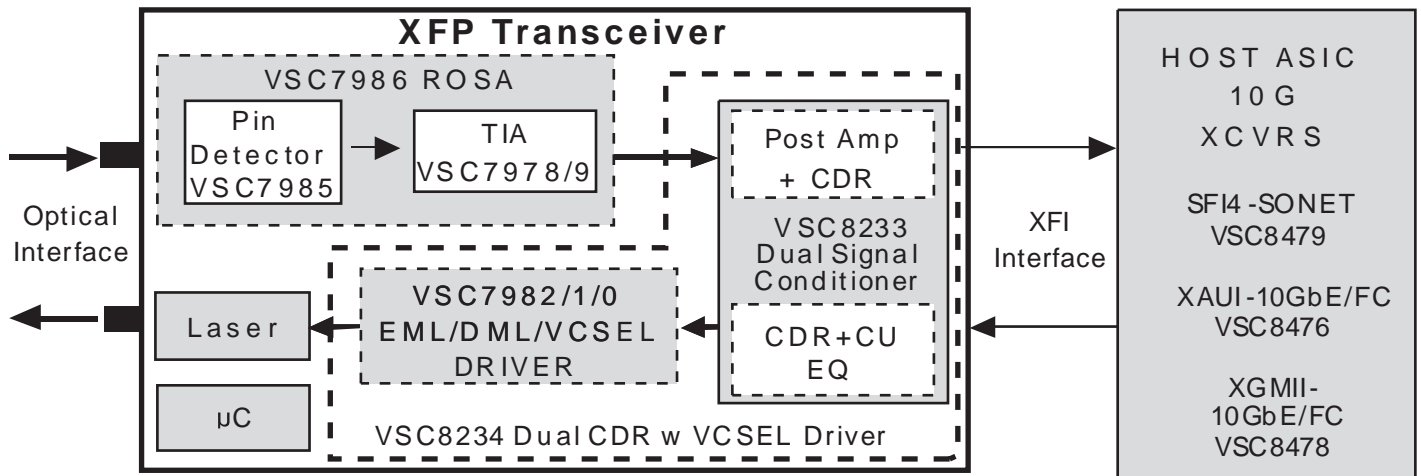 XFP Transceiver
VSC7986 ROSA
Pin
Detector
VSC7985
TIA
VSC7978/9
Post Amp
+ CDR
VSC8233
Dual Signal
Conditioner
CDR+CU
EQ
VSC7982/1/0
EML/DML/VCSEL
DRIVER
Laser
µC
VSC8234 Dual CDR w VCSEL Driver
Optical
Interface
XFI
Interface
HOST ASIC
10 G
XCVRS
SFI4-SONET
VSC8479
XAUI-10GbE/FC
VSC8476
XGMII-
10GbE/FC
VSC8478